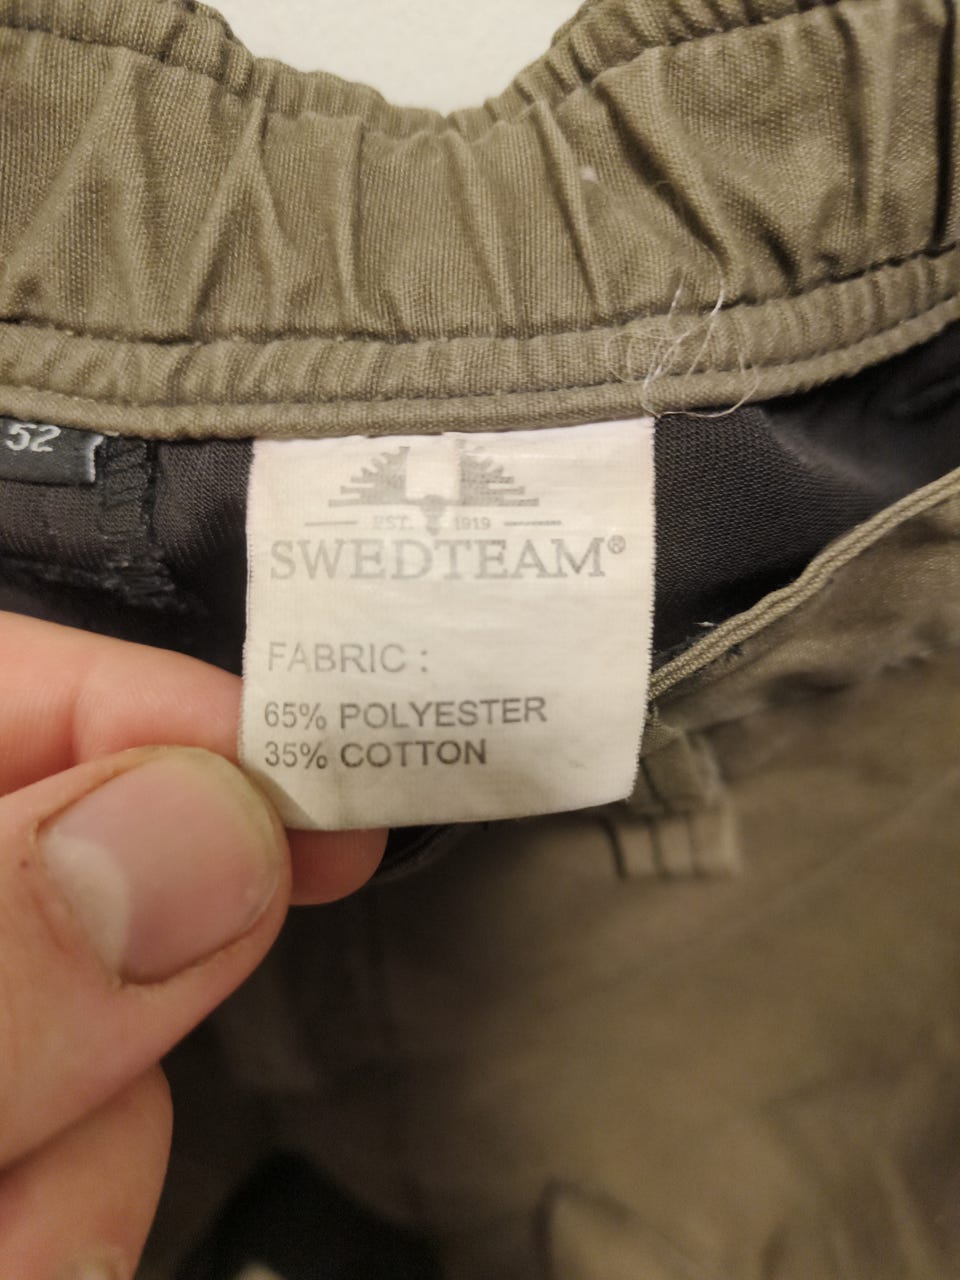 52
EST. 1919
SWEDTEAM®
FABRIC :
65% POLYESTER
35% COTTON